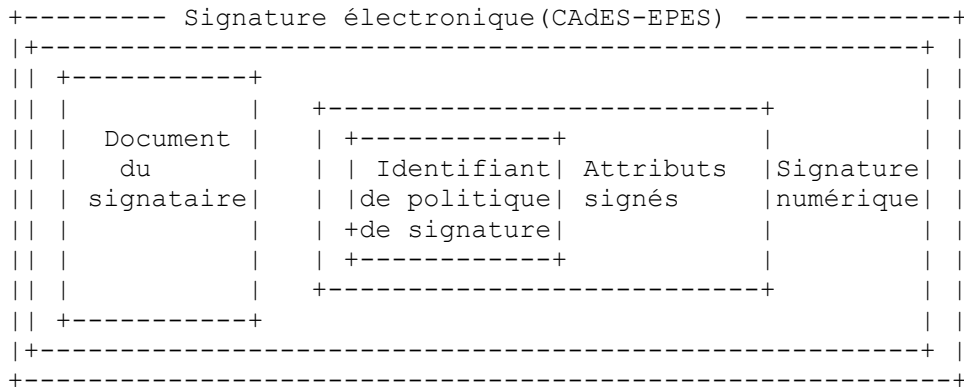 Signature électronique(CAdES-EPES)
Document
Identifiant Attributs Signature
du
de politique signés numérique
signataire
de signature